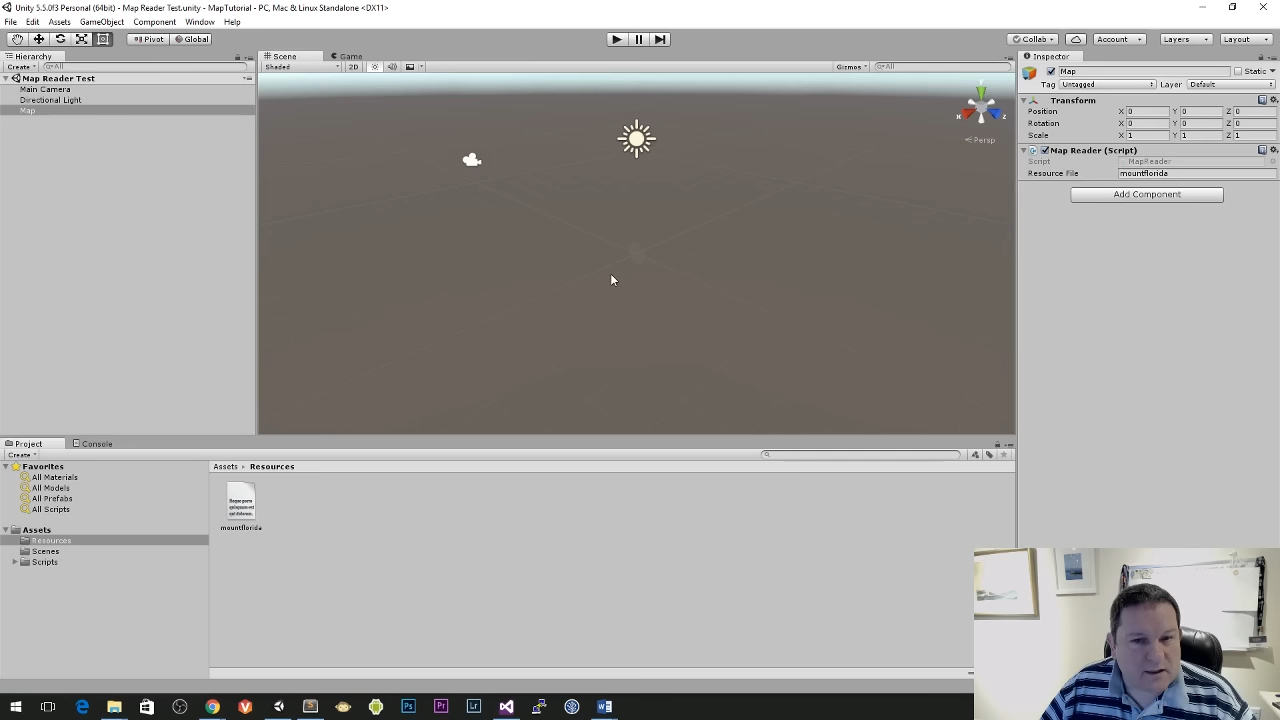 Unity 5.5.0f3 Personal (64bit) - Map Reader Test.unity - MapTutorial - PC, Mac & Linux Standalone <DX11>
File Edit Assets GameObject Component Window Help
Pivot Global Collab Account Layers Layout
Hierarchy Scene Game Inspector
Create All Shaded 2D Gizmos All
Map Reader Test
Main Camera
Directional Light
Map
Persp
Map Static
Tag Untagged Layer Default
Transform
Position X 0 Y 0 Z 0
Rotation X 0 Y 0 Z 0
Scale X 1 Y 1 Z 1
Map Reader (Script)
Script MapReader
Resource File mountflorida
Add Component
Project Console
Create
Favorites
All Materials
All Models
All Prefabs
All Scripts
Assets
Resources
Scenes
Scripts
Assets Resources
mountflorida